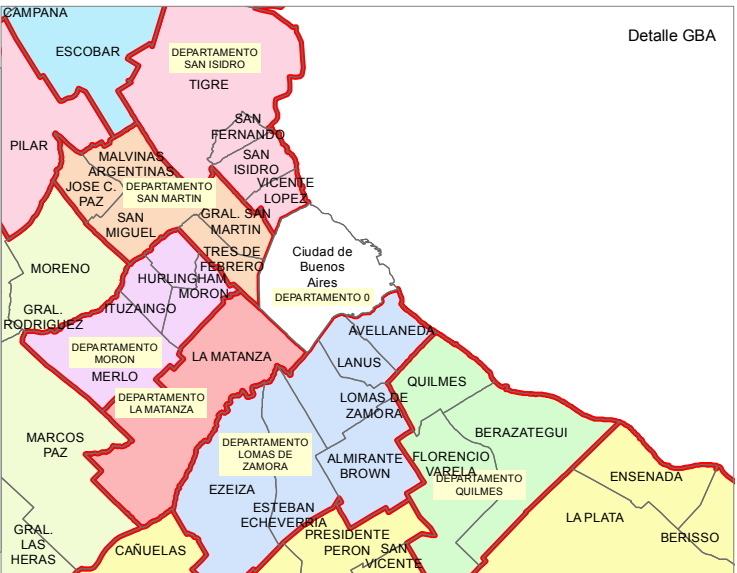 CAMPANA
Detalle GBA
ESCOBAR
DEPARTAMENTO
SAN ISIDRO
TIGRE
SAN
FERNANDO
PILAR
SAN
ISIDRO
MALVINAS
ARGENTINAS
VICENTE
LOPEZ
JOSE C.
PAZ
DEPARTAMENTO
SAN MARTIN
SAN
MIGUEL
GRAL. SAN
MARTIN
TRES DE
FEBRERO
Ciudad de
Buenos
Aires
DEPARTAMENTO 0
MORENO
HURLINGHAM
MORON
ITUZAINGO
GRAL.
RODRIGUEZ
AVELLANEDA
DEPARTAMENTO
MORON
MERLO
LA MATANZA
LANUS
DEPARTAMENTO
LA MATANZA
QUILMES
LOMAS DE
ZAMORA
MARCOS
PAZ
DEPARTAMENTO
LOMAS DE
ZAMORA
BERAZATEGUI
ALMIRANTE
BROWN
FLORENCIO
VARELA
DEPARTAMENTO
QUILMES
ENSENADA
EZEIZA
ESTEBAN
ECHEVERRIA
LA PLATA
GRAL.
LAS
HERAS
CAÑUELAS
PRESIDENTE
PERON
SAN
VICENTE
BERISSO